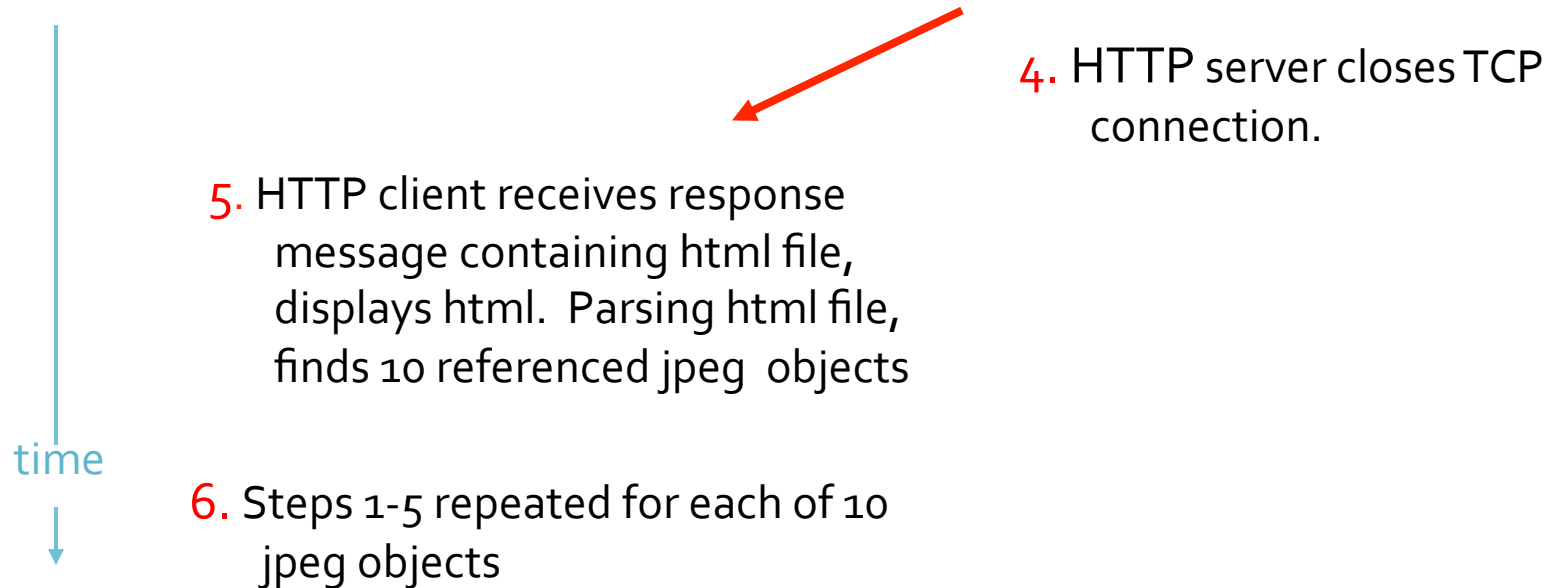 4. HTTP server closes TCP
connection.
5. HTTP client receives response
message containing html file,
displays html.  Parsing html file,
finds 10 referenced jpeg  objects
time
6. Steps 1-5 repeated for each of 10
jpeg objects